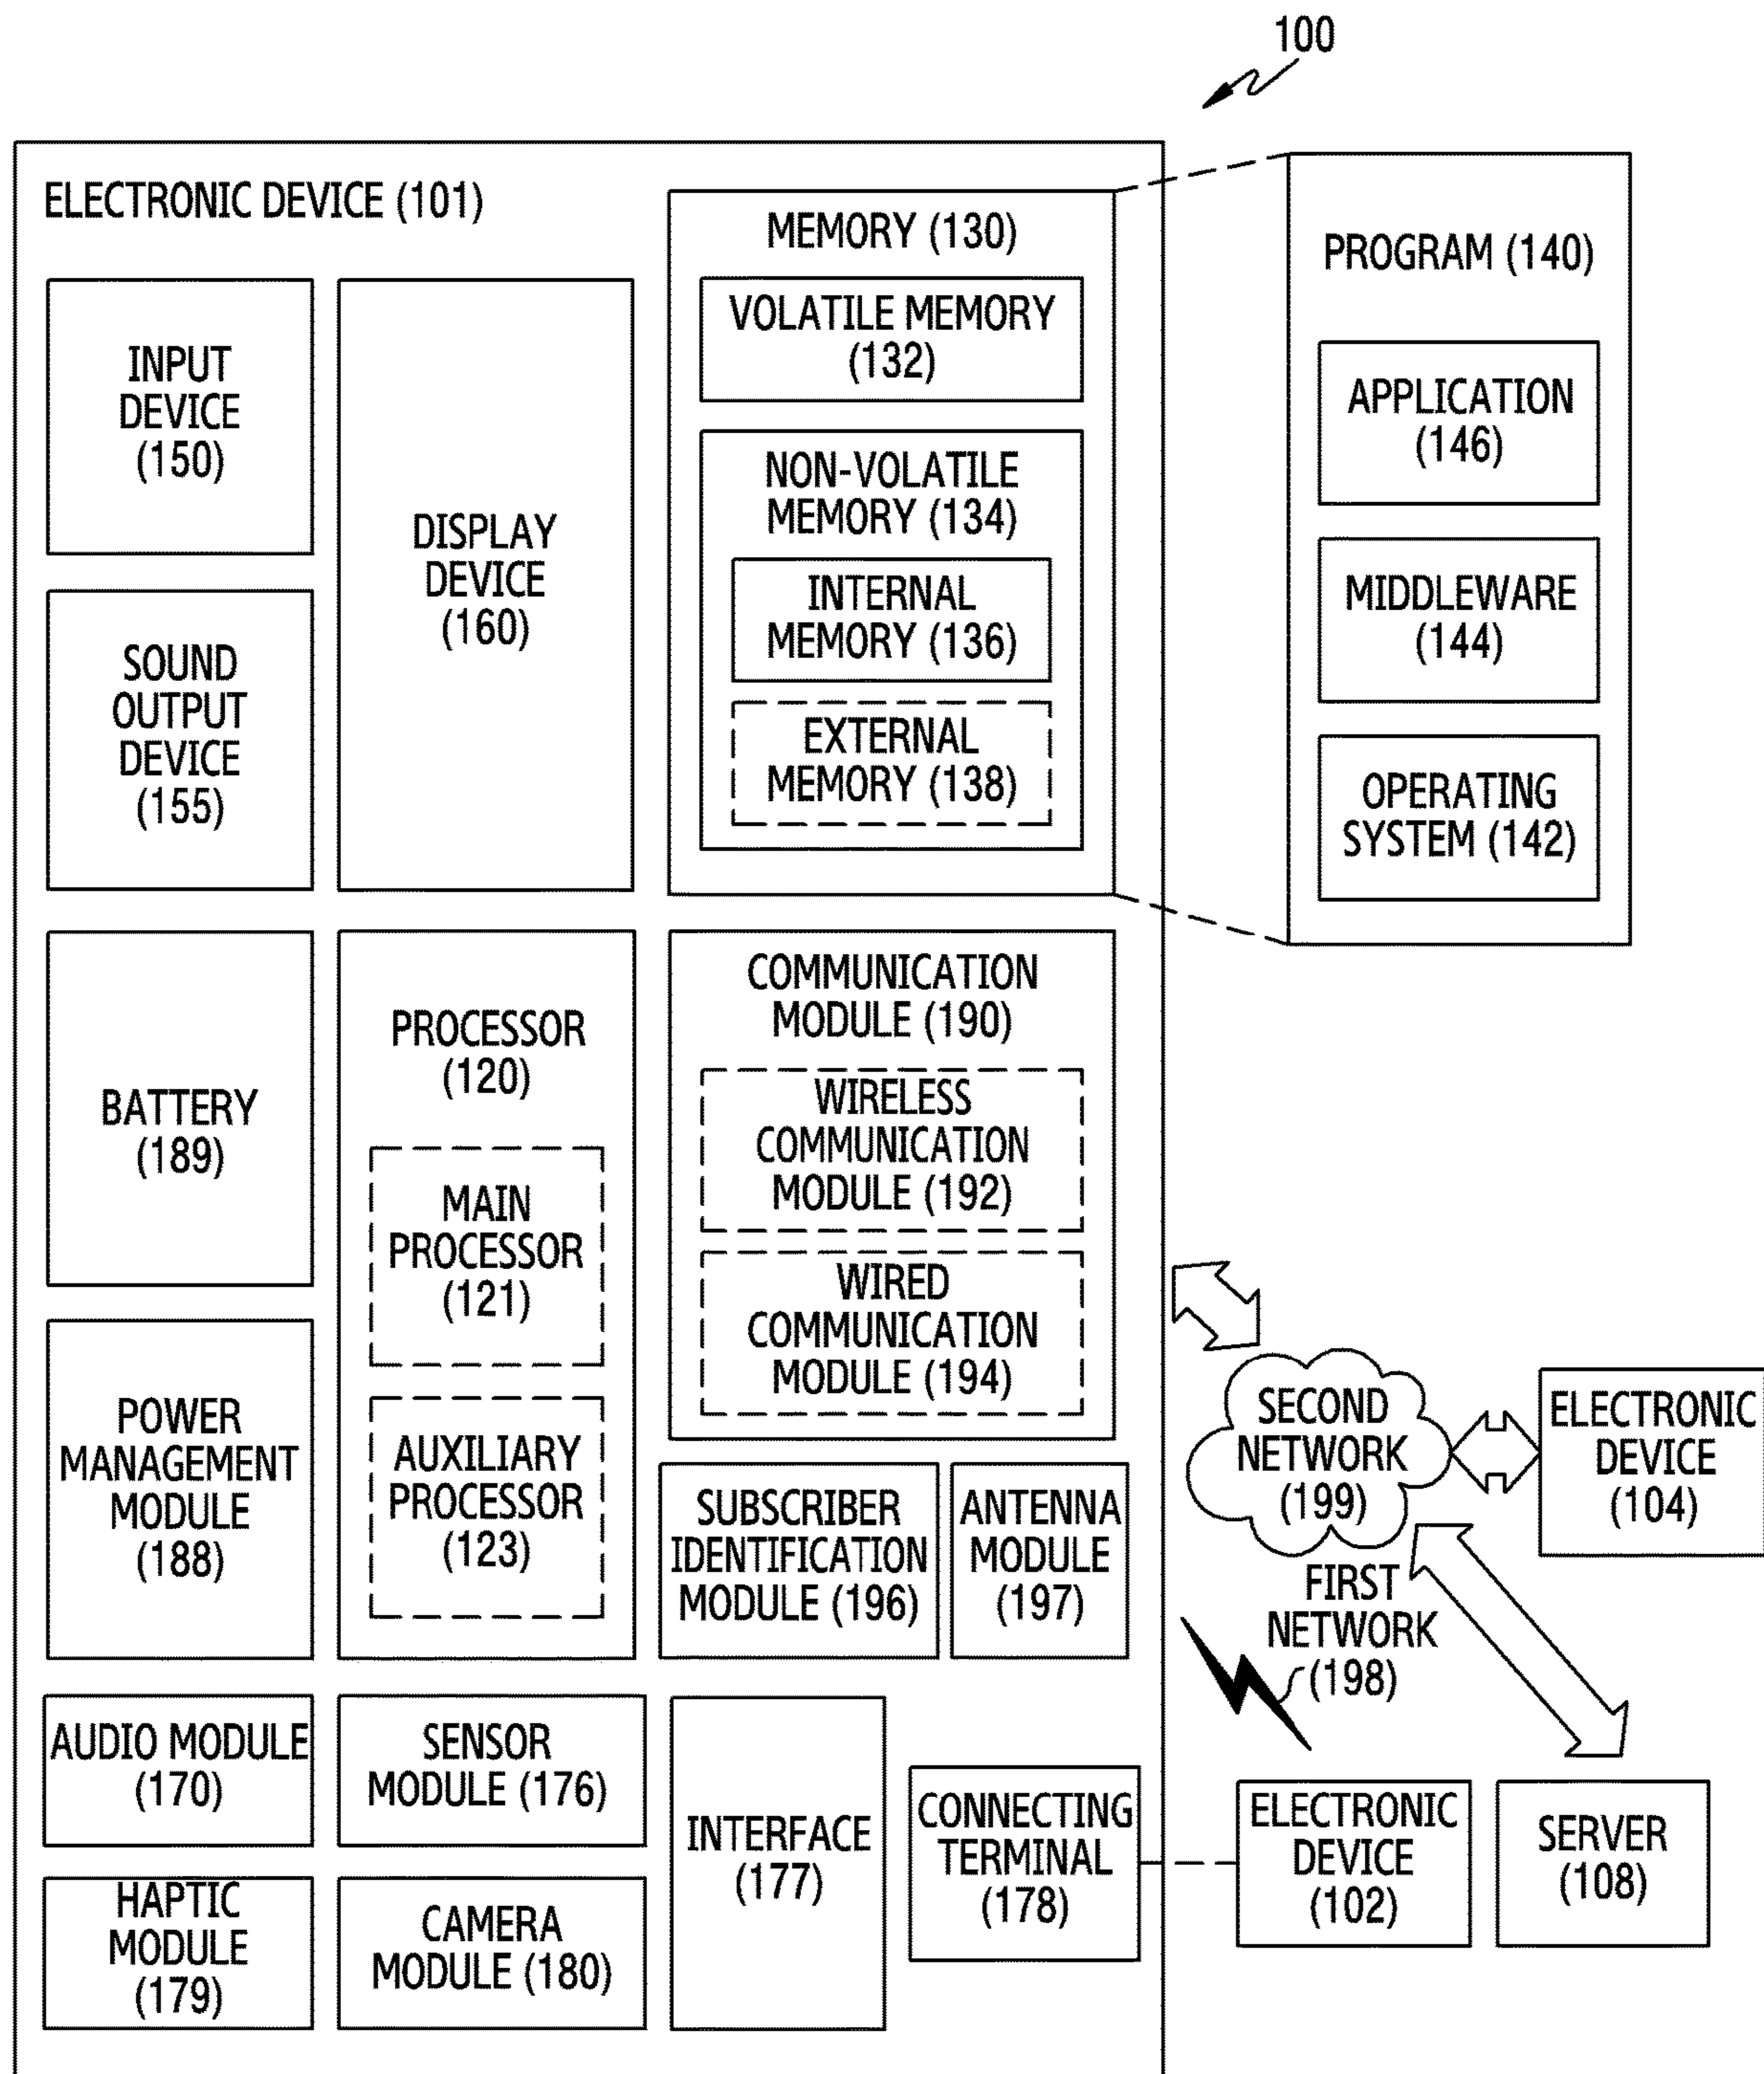 100
ELECTRONIC DEVICE (101)
INPUT
DEVICE
(150)
SOUND
OUTPUT
DEVICE
(155)
DISPLAY
DEVICE
(160)
MEMORY (130)
VOLATILE MEMORY
(132)
NON-VOLATILE
MEMORY (134)
INTERNAL
MEMORY (136)
EXTERNAL
MEMORY (138)
PROGRAM (140)
APPLICATION
(146)
MIDDLEWARE
(144)
OPERATING
SYSTEM (142)
BATTERY
(189)
POWER
MANAGEMENT
MODULE
(188)
PROCESSOR
(120)
MAIN
PROCESSOR
(121)
AUXILIARY
PROCESSOR
(123)
COMMUNICATION
MODULE (190)
WIRELESS
COMMUNICATION
MODULE (192)
WIRED
COMMUNICATION
MODULE (194)
SUBSCRIBER
IDENTIFICATION
MODULE (196)
ANTENNA
MODULE
(197)
SECOND
NETWORK
(199)
ELECTRONIC
DEVICE
(104)
FIRST
NETWORK
(198)
AUDIO MODULE
(170)
SENSOR
MODULE (176)
HAPTIC
MODULE
(179)
CAMERA
MODULE (180)
INTERFACE
(177)
CONNECTING
TERMINAL
(178)
ELECTRONIC
DEVICE
(102)
SERVER
(108)